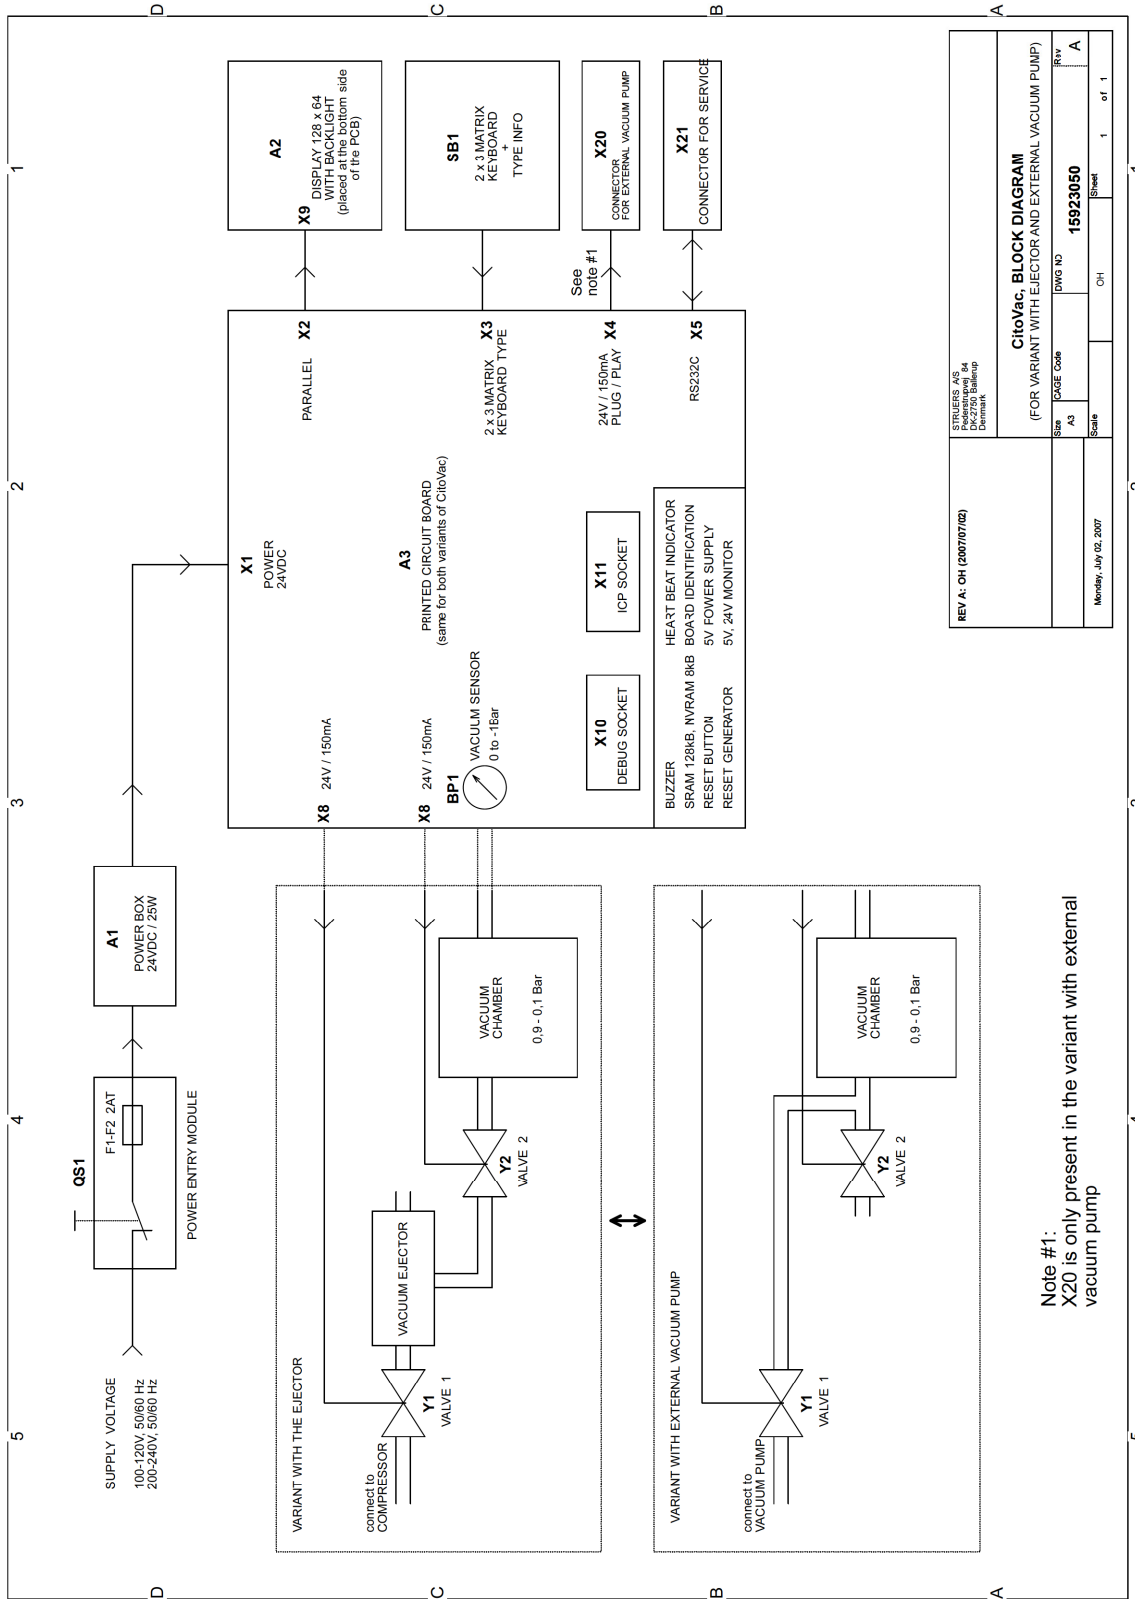 D
C
B
A
1
2
3
4
5
SUPPLY VOLTAGE
100-120V, 50/60 Hz
200-240V, 50/60 Hz
QS1
F1-F2 2AT
POWER ENTRY MODULE
A1
POWER BOX
24VDC / 25W
X1
POWER
24VDC
A3
PRINTED CIRCUIT BOARD
(same for both variants of CitoVac)
X8
24V / 150mA
X8
24V / 150mA
BP1
VACUUM SENSOR
0 to -1Bar
X10
DEBUG SOCKET
X11
ICP SOCKET
BUZZER
HEART BEAT INDICATOR
SRAM 128kB, NVRAM 8kB
BOARD IDENTIFICATION
RESET BUTTON
5V POWER SUPPLY
RESET GENERATOR
5V, 24V MONITOR
PARALLEL
X2
2 x 3 MATRIX
KEYBOARD TYPE
X3
24V / 150mA
PLUG / PLAY
X4
RS232C
X5
See
note #1
A2
X9
DISPLAY 128 x 64
WITH BACKLIGHT
(placed at the bottom side
of the PCB)
SB1
2 x 3 MATRIX
KEYBOARD
+
TYPE INFO
X20
CONNECTOR
FOR EXTERNAL VACUUM PUMP
X21
CONNECTOR FOR SERVICE
VARIANT WITH THE EJECTOR
connect to
COMPRESSOR
Y1
VALVE 1
VACUUM EJECTOR
Y2
VALVE 2
VACUUM
CHAMBER
0,9 - 0,1 Bar
VARIANT WITH EXTERNAL VACUUM PUMP
connect to
VACUUM PUMP
Y1
VALVE 1
Y2
VALVE 2
VACUUM
CHAMBER
0,9 - 0,1 Bar
Note #1:
X20 is only present in the variant with external
vacuum pump
REV A: OH (2007/07/02)
Monday, July 02, 2007
STRUERS A/S
Pederstrupvej 84
DK-2750 Ballerup
Denmark
CitoVac, BLOCK DIAGRAM
(FOR VARIANT WITH EJECTOR AND EXTERNAL VACUUM PUMP)
Size
A3
CAGE Code
DWG NO
15923050
Rev
A
Scale
OH
Sheet
1 of 1
D
C
B
A
1
2
3
4
5